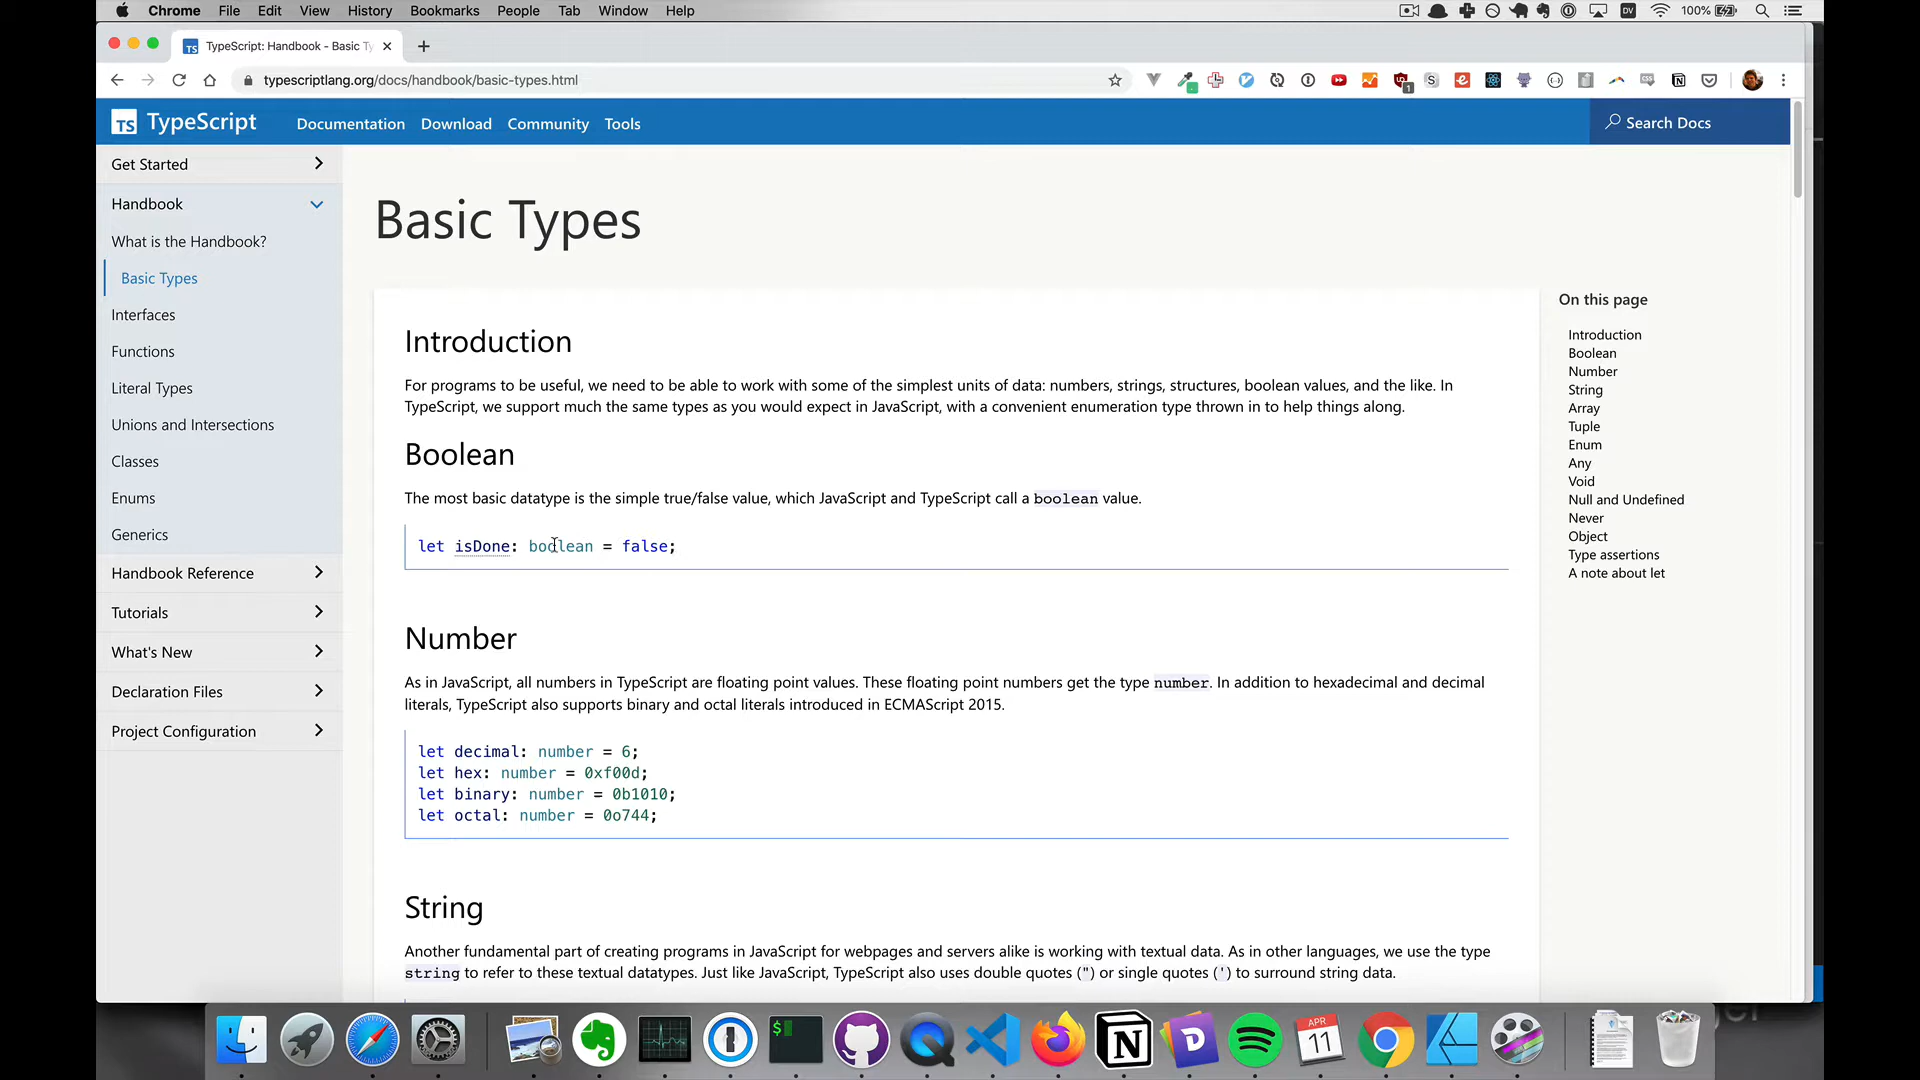 Chrome File Edit View History Bookmarks People Tab Window Help
DV 100%
TS TypeScript: Handbook - Basic Ty
typescriptlang.org/docs/handbook/basic-types.html
1
TS TypeScript Documentation Download Community Tools Search Docs
Get Started
Handbook
What is the Handbook?
Basic Types
Interfaces
Functions
Literal Types
Unions and Intersections
Classes
Enums
Generics
Handbook Reference
Tutorials
What's New
Declaration Files
Project Configuration
Basic Types
Introduction
For programs to be useful, we need to be able to work with some of the simplest units of data: numbers, strings, structures, boolean values, and the like. In
TypeScript, we support much the same types as you would expect in JavaScript, with a convenient enumeration type thrown in to help things along.
Boolean
The most basic datatype is the simple true/false value, which JavaScript and TypeScript call a boolean value.
let isDone: boolean = false;
Number
As in JavaScript, all numbers in TypeScript are floating point values. These floating point numbers get the type number. In addition to hexadecimal and decimal
literals, TypeScript also supports binary and octal literals introduced in ECMAScript 2015.
let decimal: number = 6;
let hex: number = 0xf00d;
let binary: number = 0b1010;
let octal: number = 0o744;
String
Another fundamental part of creating programs in JavaScript for webpages and servers alike is working with textual data. As in other languages, we use the type
string to refer to these textual datatypes. Just like JavaScript, TypeScript also uses double quotes (") or single quotes (') to surround string data.
On this page
Introduction
Boolean
Number
String
Array
Tuple
Enum
Any
Void
Null and Undefined
Never
Object
Type assertions
A note about let
APR
11